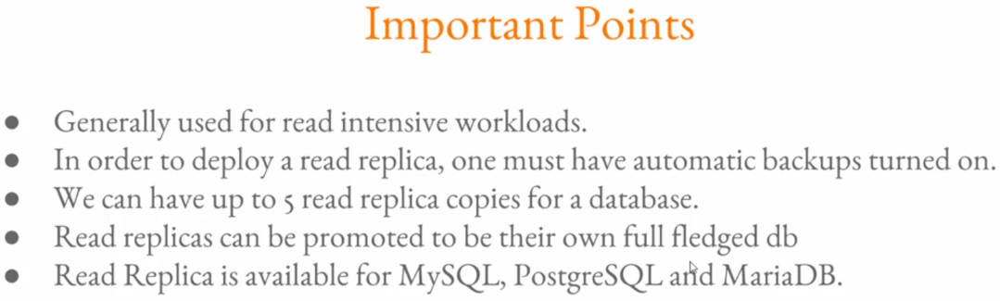 Important Points
● Generally used for read intensive workloads.
● In order to deploy a read replica, one must have automatic backups turned on.
● We can have up to 5 read replica copies for a database.
● Read replicas can be promoted to be their own full fledged db
● Read Replica is available for MySQL, PostgreSQL and MariaDB.